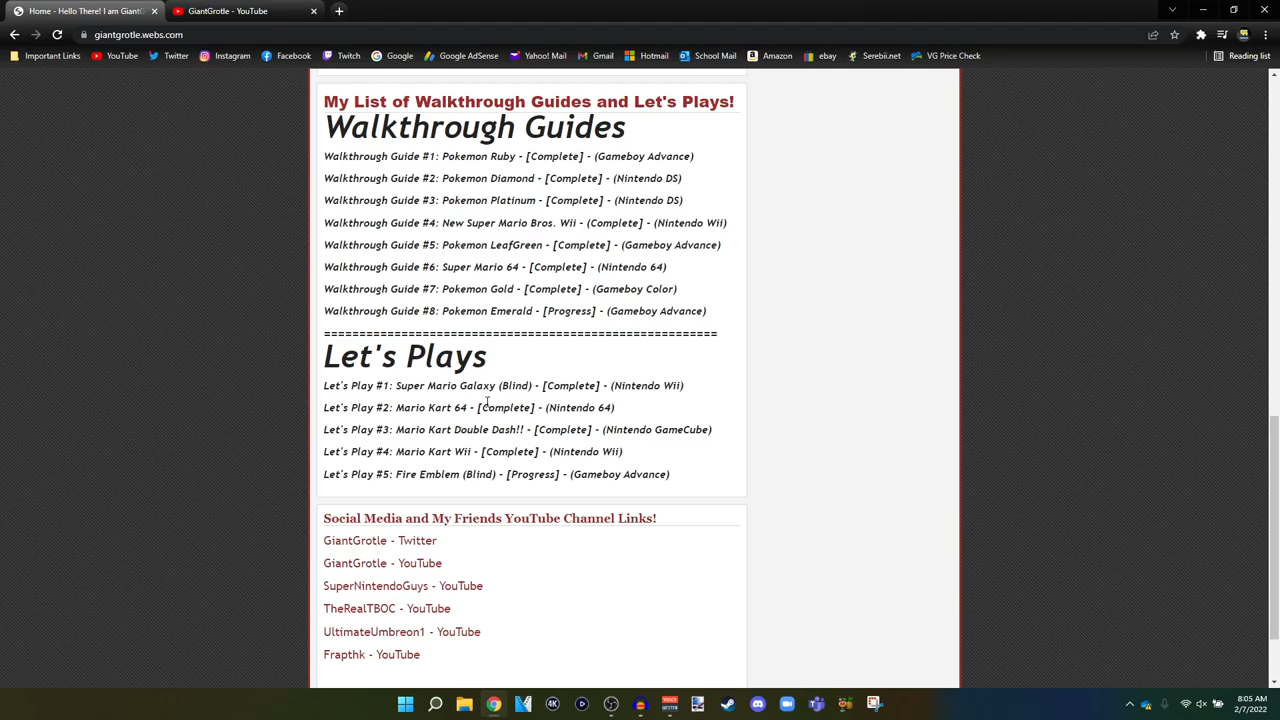 Home - Hello There! I am GiantG
GiantGrotle - YouTube
giantgrotle.webs.com
Important Links
YouTube
Twitter
Instagram
Facebook
Twitch
Google
Google AdSense
Yahoo! Mail
Gmail
Hotmail
School Mail
Amazon
ebay
Serebii.net
VG Price Check
Reading list
My List of Walkthrough Guides and Let's Plays!
Walkthrough Guides
Walkthrough Guide #1: Pokemon Ruby - [Complete] - (Gameboy Advance)
Walkthrough Guide #2: Pokemon Diamond - [Complete] - (Nintendo DS)
Walkthrough Guide #3: Pokemon Platinum - [Complete] - (Nintendo DS)
Walkthrough Guide #4: New Super Mario Bros. Wii - (Complete] - (Nintendo Wii)
Walkthrough Guide #5: Pokemon LeafGreen - [Complete] - (Gameboy Advance)
Walkthrough Guide #6: Super Mario 64 - [Complete] - (Nintendo 64)
Walkthrough Guide #7: Pokemon Gold - [Complete] - (Gameboy Color)
Walkthrough Guide #8: Pokemon Emerald - [Progress] - (Gameboy Advance)
========================================================
Let's Plays
Let's Play #1: Super Mario Galaxy (Blind) - [Complete] - (Nintendo Wii)
Let's Play #2: Mario Kart 64 - [Complete] - (Nintendo 64)
Let's Play #3: Mario Kart Double Dash!! - [Complete] - (Nintendo GameCube)
Let's Play #4: Mario Kart Wii - [Complete] - (Nintendo Wii)
Let's Play #5: Fire Emblem (Blind) - [Progress] - (Gameboy Advance)
Social Media and My Friends YouTube Channel Links!
GiantGrotle - Twitter
GiantGrotle - YouTube
SuperNintendoGuys - YouTube
TheRealTBOC - YouTube
UltimateUmbreon1 - YouTube
Frapthk - YouTube
8:05 AM
2/7/2022